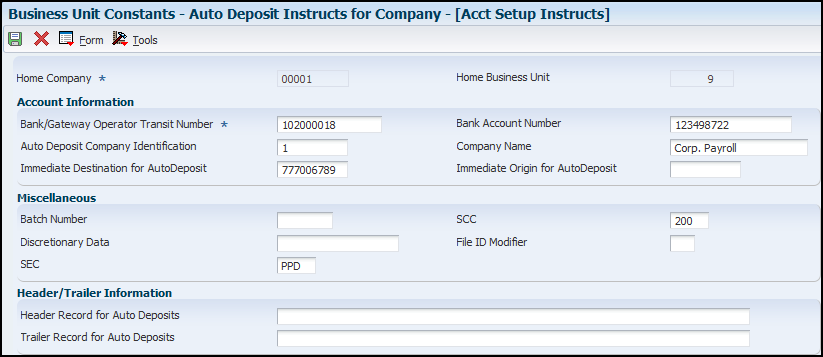 Business Unit Constants - Auto Deposit Instructs for Company - [Acct Setup Instructs]
Form Tools
Home Company * 00001 Home Business Unit 9
Account Information
Bank/Gateway Operator Transit Number * 102000018 Bank Account Number 123498722
Auto Deposit Company Identification 1 Company Name Corp. Payroll
Immediate Destination for AutoDeposit 777006789 Immediate Origin for AutoDeposit
Miscellaneous
Batch Number SCC 200
Discretionary Data File ID Modifier
SEC PPD
Header/Trailer Information
Header Record for Auto Deposits
Trailer Record for Auto Deposits